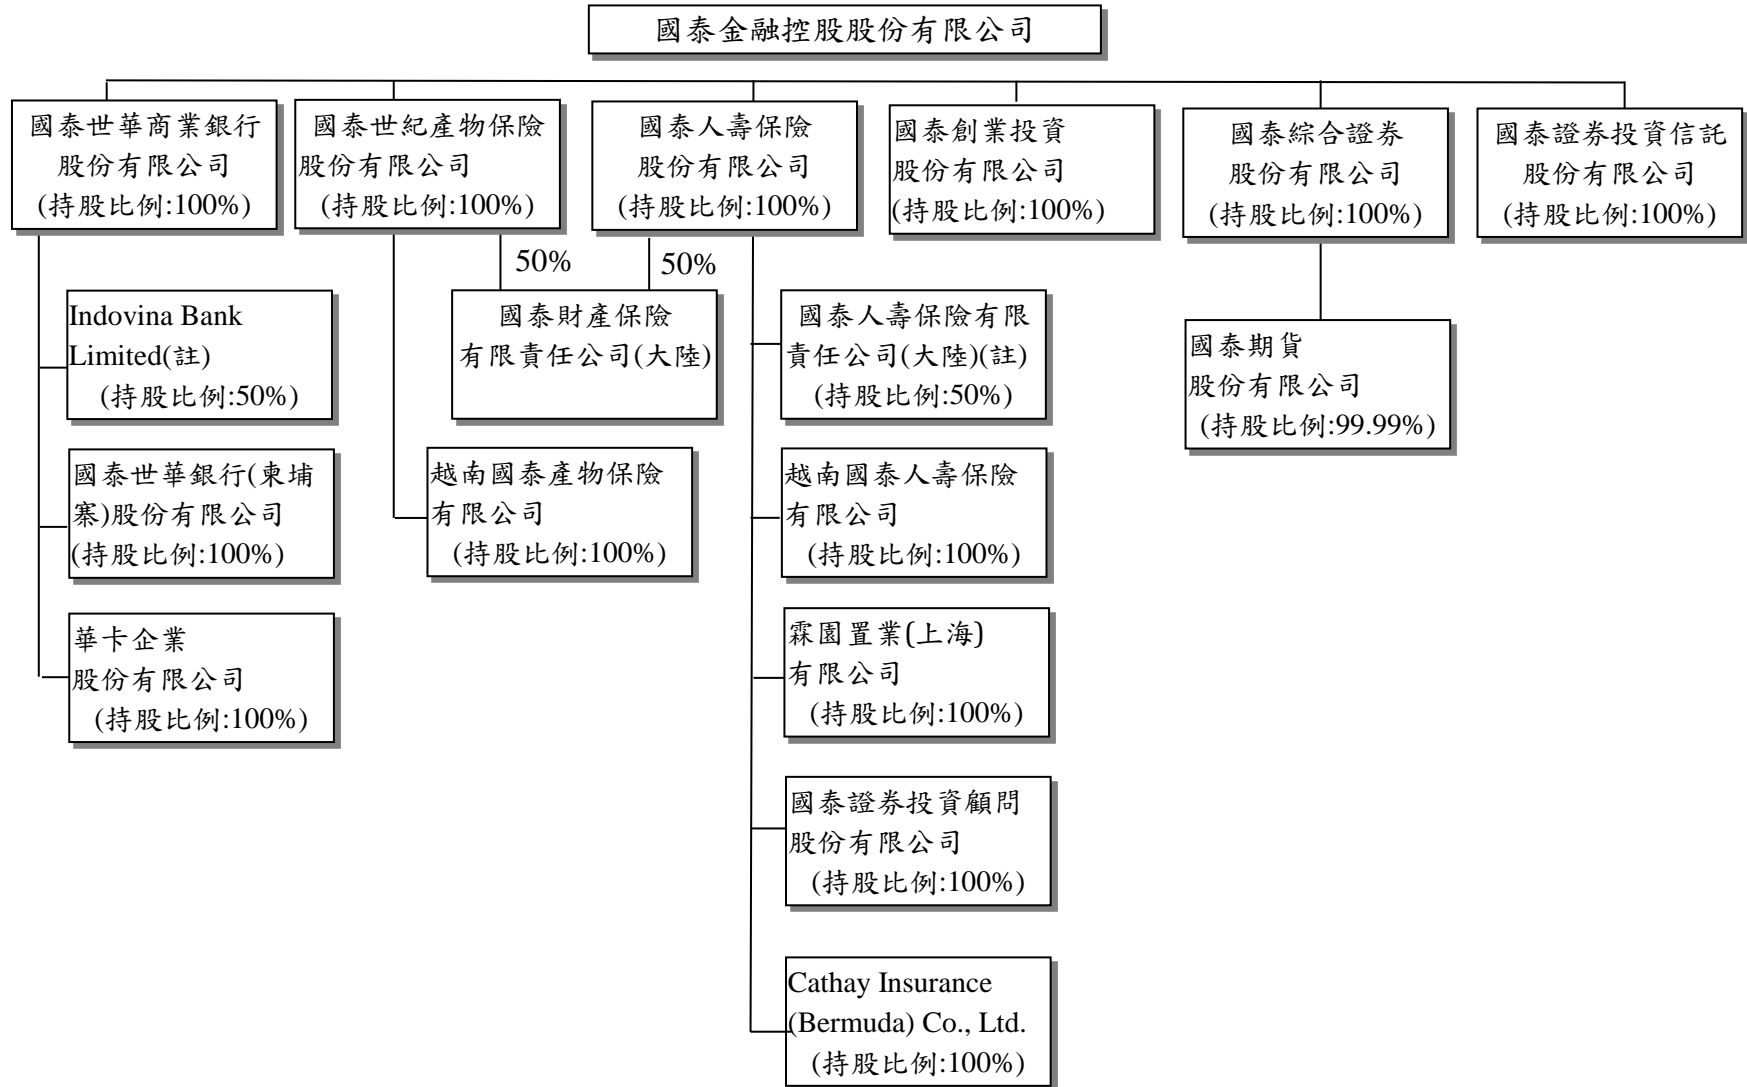 國泰金融控股股份有限公司
國泰世華商業銀行
股份有限公司
(持股比例:100%)
國泰世紀產物保險
股份有限公司
(持股比例:100%)
國泰人壽保險
股份有限公司
(持股比例:100%)
國泰創業投資
股份有限公司
(持股比例:100%)
國泰綜合證券
股份有限公司
(持股比例:100%)
國泰證券投資信託
股份有限公司
(持股比例:100%)
50%
50%
Indovina Bank
Limited(註)
(持股比例:50%)
國泰財產保險
有限責任公司(大陸)
國泰人壽保險有限
責任公司(大陸)(註)
(持股比例:50%)
國泰期貨
股份有限公司
(持股比例:99.99%)
國泰世華銀行(柬埔
寨)股份有限公司
(持股比例:100%)
越南國泰產物保險
有限公司
(持股比例:100%)
越南國泰人壽保險
有限公司
(持股比例:100%)
華卡企業
股份有限公司
(持股比例:100%)
霖園置業(上海)
有限公司
(持股比例:100%)
國泰證券投資顧問
股份有限公司
(持股比例:100%)
Cathay Insurance
(Bermuda) Co., Ltd.
(持股比例:100%)